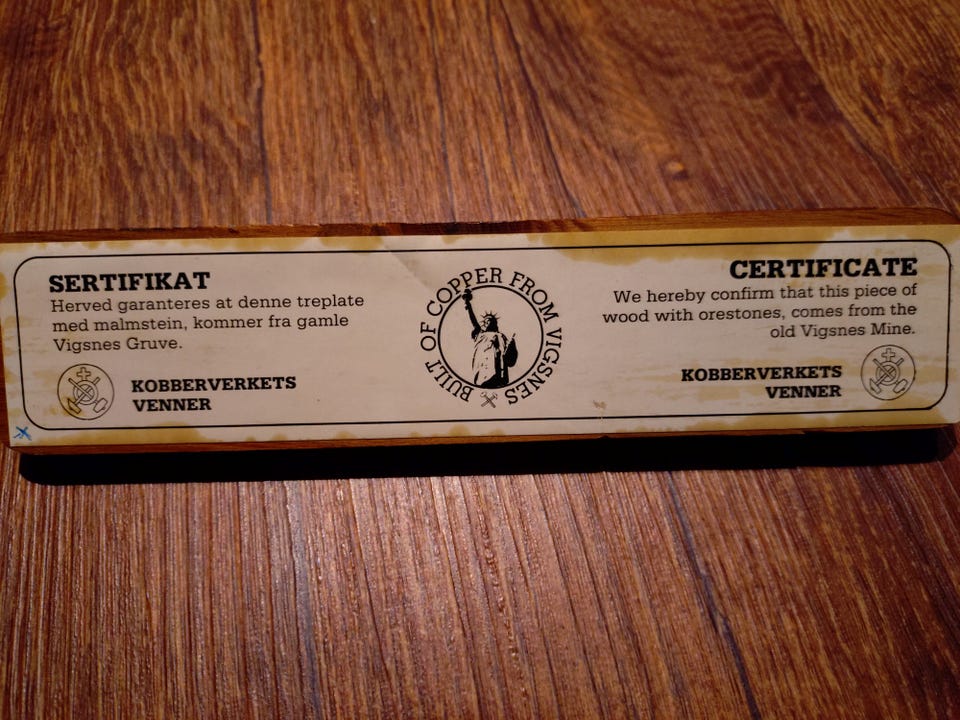 SERTIFIKAT
Herved garanteres at denne treplate
med malmstein, kommer fra gamle
Vigsnes Gruve.
KOBBERVERKETS
VENNER
BUILT OF COPPER FROM VIGSNES
CERTIFICATE
We hereby confirm that this piece of
wood with orestones, comes from the
old Vigsnes Mine.
KOBBERVERKETS
VENNER